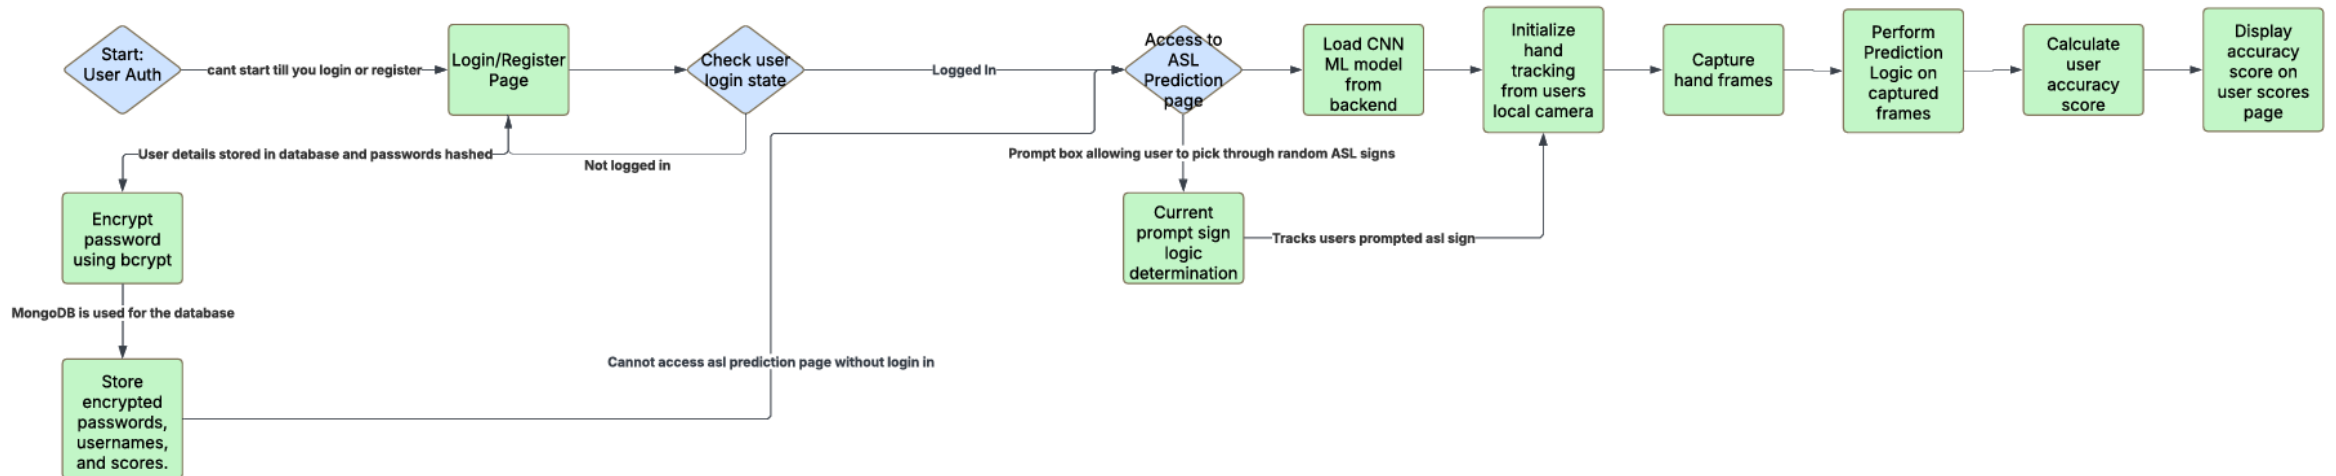 Start:
User Auth
cant start till you login or register
Login/Register
Page
Check user
login state
Logged In
Access to
ASL
Prediction
page
Load CNN
ML model
from
backend
Initialize
hand
tracking
from users
local camera
Capture
hand frames
Perform
Prediction
Logic on
captured
frames
Calculate
user
accuracy
score
Display
accuracy
score on
user scores
page
User details stored in database and passwords hashed
Not logged in
Prompt box allowing user to pick through random ASL signs
Encrypt
password
using bcrypt
Current
prompt sign
logic
determination
Tracks users prompted asl sign
MongoDB is used for the database
Cannot access asl prediction page without login in
Store
encrypted
passwords,
usernames,
and scores.